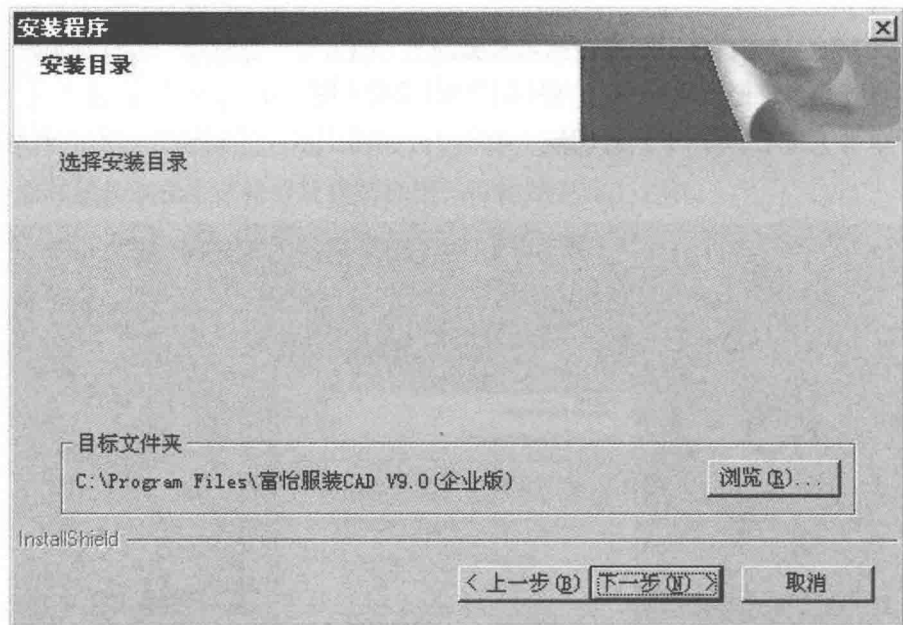 安装程序
安装目录
选择安装目录
目标文件夹
C:\Program Files\富怡服装CAD V9.0(企业版)
浏览(R)...
InstallShield
< 上一步(B)
下一步(N) >
取消